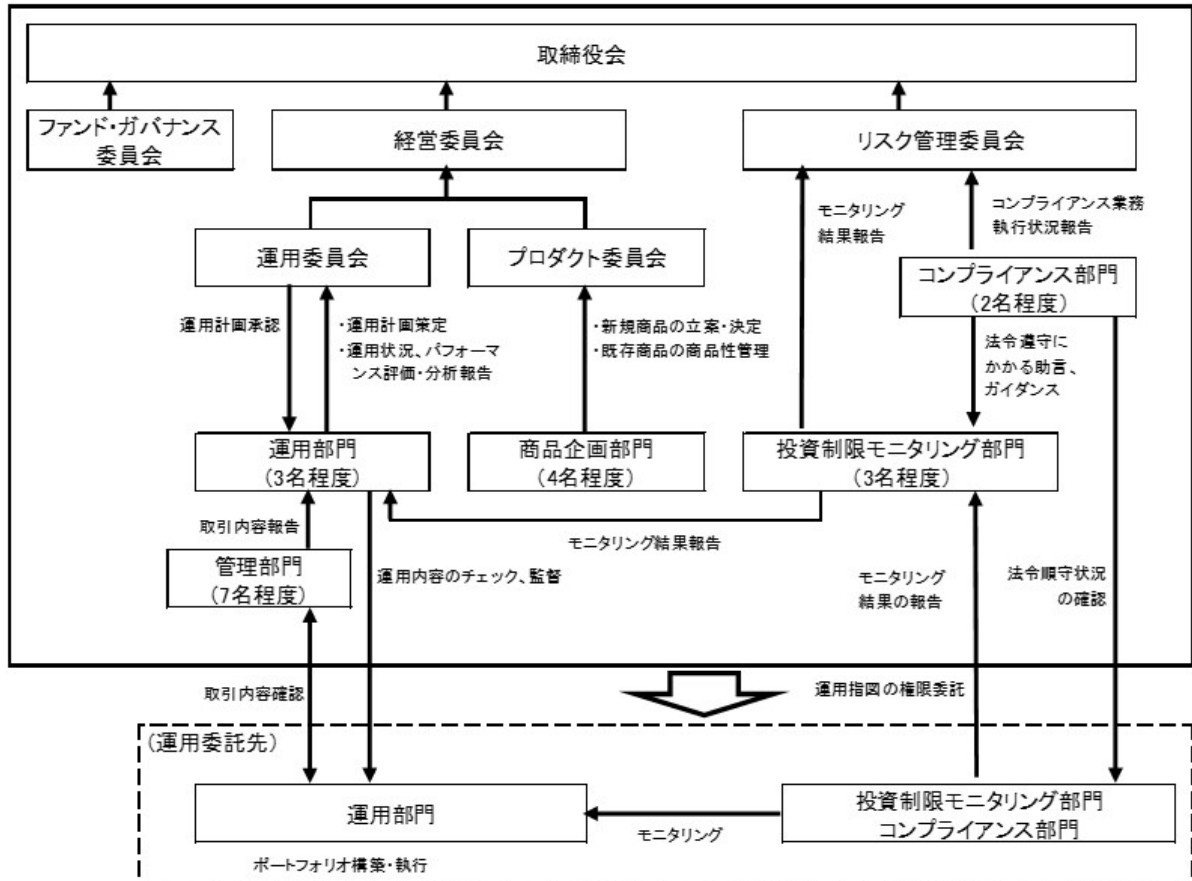 取締役会
ファンド・ガバナンス
委員会
経営委員会
リスク管理委員会
モニタリング
結果報告
コンプライアンス業務
執行状況報告
運用委員会
プロダクト委員会
コンプライアンス部門
(2名程度)
運用計画承認
・運用計画策定
・運用状況、パフォーマ
ンス評価・分析報告
・新規商品の立案・決定
・既存商品の商品性管理
法令遵守に
かかる助言、
ガイダンス
運用部門
(3名程度)
商品企画部門
(4名程度)
投資制限モニタリング部門
(3名程度)
取引内容報告
モニタリング結果報告
管理部門
(7名程度)
運用内容のチェック、監督
モニタリング
結果の報告
法令順守状況
の確認
取引内容確認
運用指図の権限委託
(運用委託先)
運用部門
モニタリング
投資制限モニタリング部門
コンプライアンス部門
ポートフォリオ構築・執行